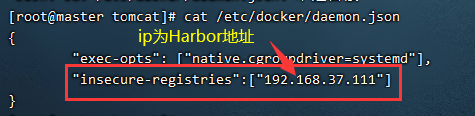 [root@master tomcat]# cat /etc/docker/daemon.json
{
ip为Harbor地址
"exec-opts": ["native.cgroupdriver=systemd"],
"insecure-registries":["192.168.37.111"]
}